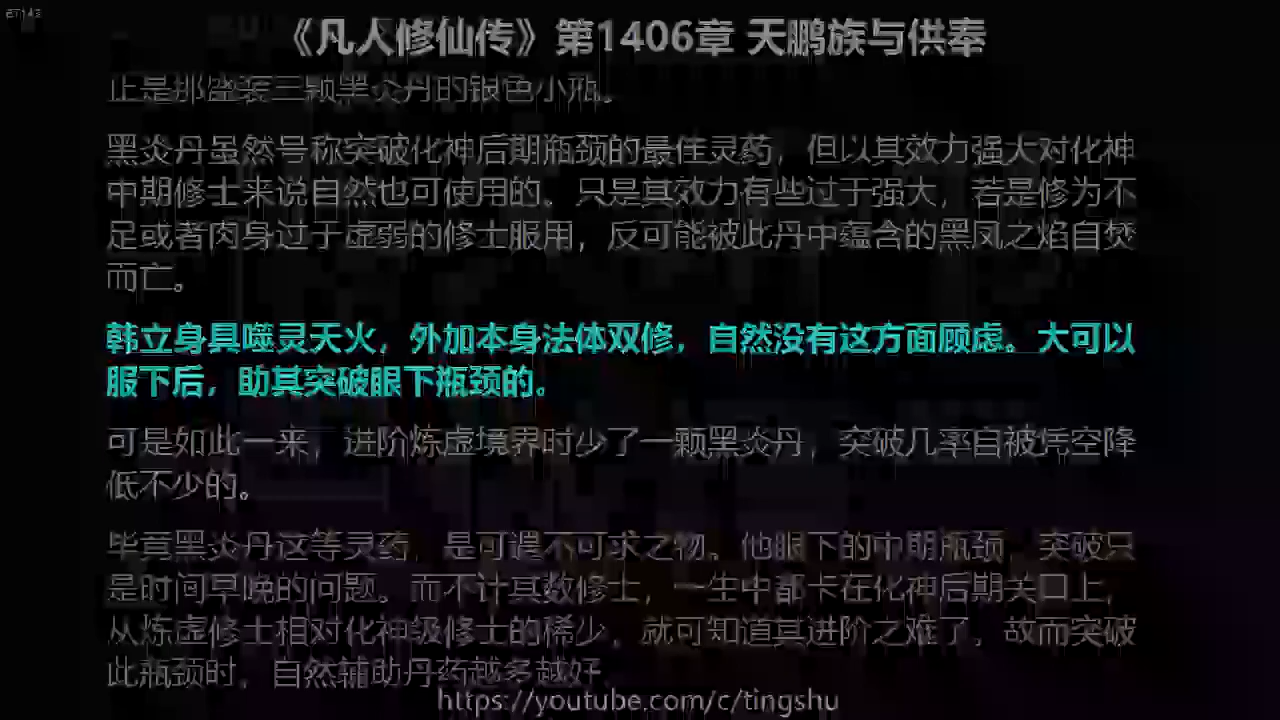 《凡人修仙传》第1406章 天鹏族与供奉
正是那盛装三颗黑炎丹的银色小瓶。
黑炎丹虽然号称突破化神后期瓶颈的最佳灵药，但以其效力强大对化神
中期修士来说自然也可使用的。只是其效力有些过于强大，若是修为不
足或者肉身过于虚弱的修士服用，反可能被此丹中蕴含的黑凤之焰自焚
而亡。
韩立身具噬灵天火，外加本身法体双修，自然没有这方面顾虑。大可以
服下后，助其突破眼下瓶颈的。
可是如此一来，进阶炼虚境界时少了一颗黑炎丹，突破几率自被凭空降
低不少的。
毕竟黑炎丹这等灵药，是可遇不可求之物。他眼下的中期瓶颈，突破只
是时间早晚的问题。而不计其数修士，一生中都卡在化神后期关口上，
从炼虚修士相对化神级修士的稀少，就可知道其进阶之难了。故而突破
此瓶颈时，自然辅助丹药越多越好。
https://youtube.com/c/tingshu